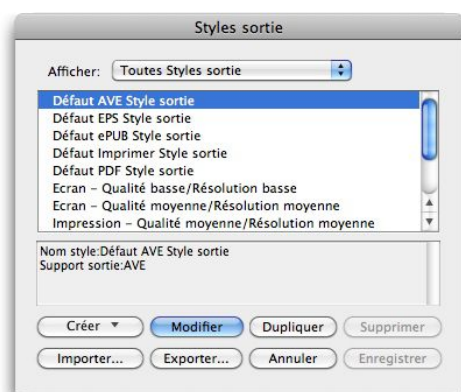 Styles sortie
Afficher: Toutes Styles sortie
Défaut AVE Style sortie
Défaut EPS Style sortie
Défaut ePUB Style sortie
Défaut Imprimer Style sortie
Défaut PDF Style sortie
Ecran – Qualité basse/Résolution basse
Ecran – Qualité moyenne/Résolution moyenne
Impression – Qualité moyenne/Résolution moyenne
Nom style:Défaut AVE Style sortie
Support sortie:AVE
Créer Modifier Dupliquer Supprimer
Importer... Exporter... Annuler Enregistrer